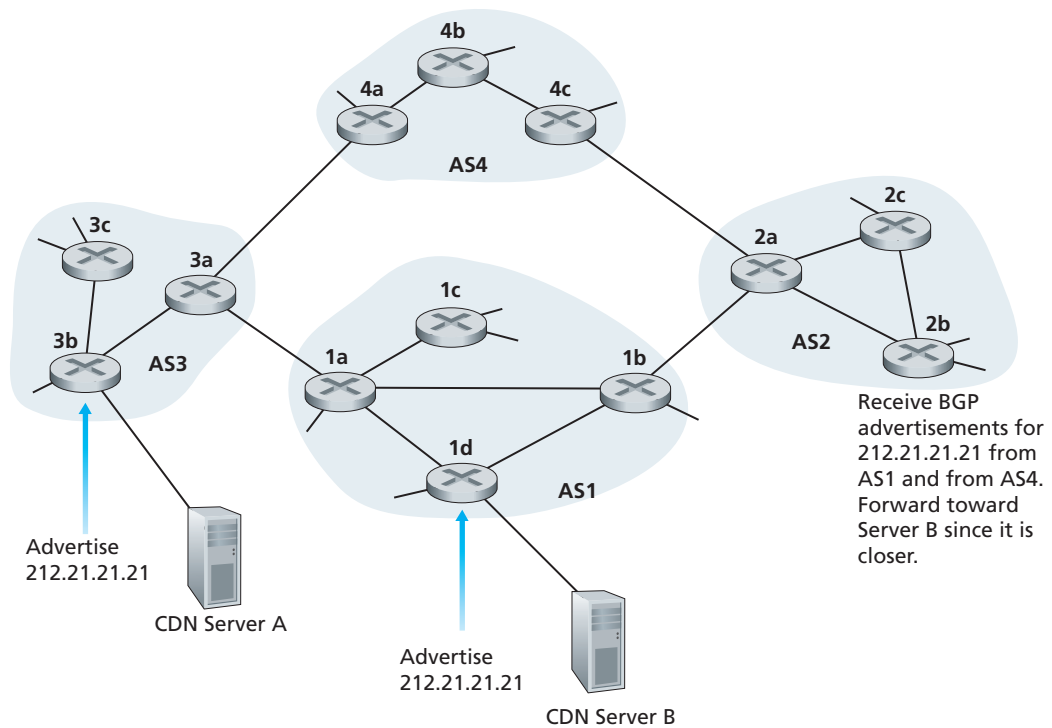 4b
4a
4c
AS4
3c
3a
3b
AS3
2c
2a
2b
AS2
1c
1a
1b
1d
AS1
Receive BGP
advertisements for
212.21.21.21 from
AS1 and from AS4.
Forward toward
Server B since it is
closer.
Advertise
212.21.21.21
CDN Server A
Advertise
212.21.21.21
CDN Server B